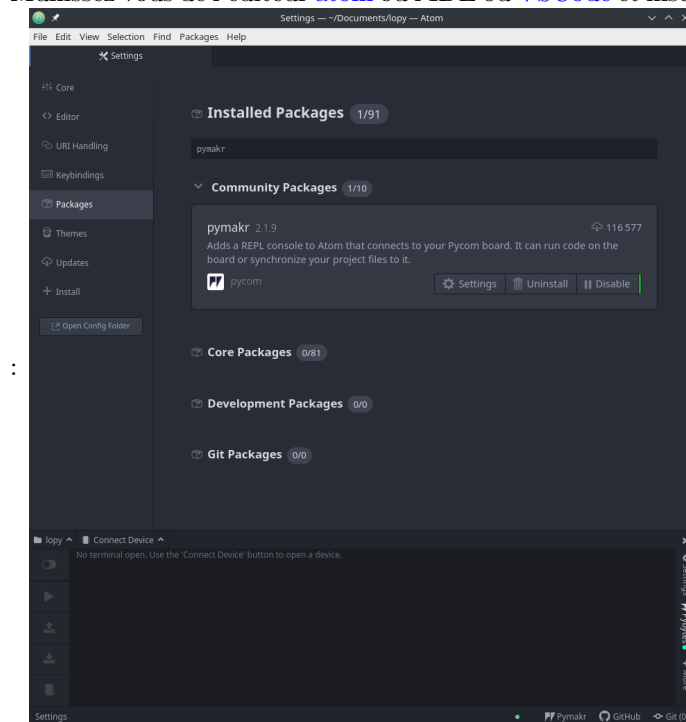 Settings — ~/Documents/lopy — Atom
File Edit View Selection Find Packages Help
Settings
Core
Editor
URI Handling
Keybindings
Packages
Themes
Updates
Install
Open Config Folder
Installed Packages 1/91
pymakr
Community Packages 1/10
pymakr 2.1.9 116 577
Adds a REPL console to Atom that connects to your Pycom board. It can run code on the
board or synchronize your project files to it.
pycom Settings Uninstall Disable
:
Core Packages 0/81
Development Packages 0/0
Git Packages 0/0
lopy Connect Device
No terminal open. Use the 'Connect Device' button to open a device.
Settings
Pybytes
More
Settings Pymakr GitHub Git (0